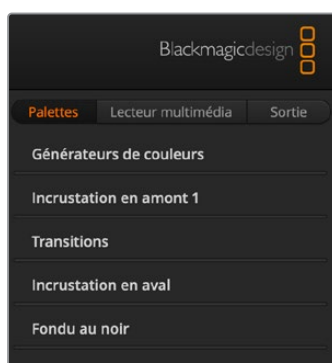 Blackmagicdesign
Palettes Lecteur multimédia Sortie
Générateurs de couleurs
Incrustation en amont 1
Transitions
Incrustation en aval
Fondu au noir